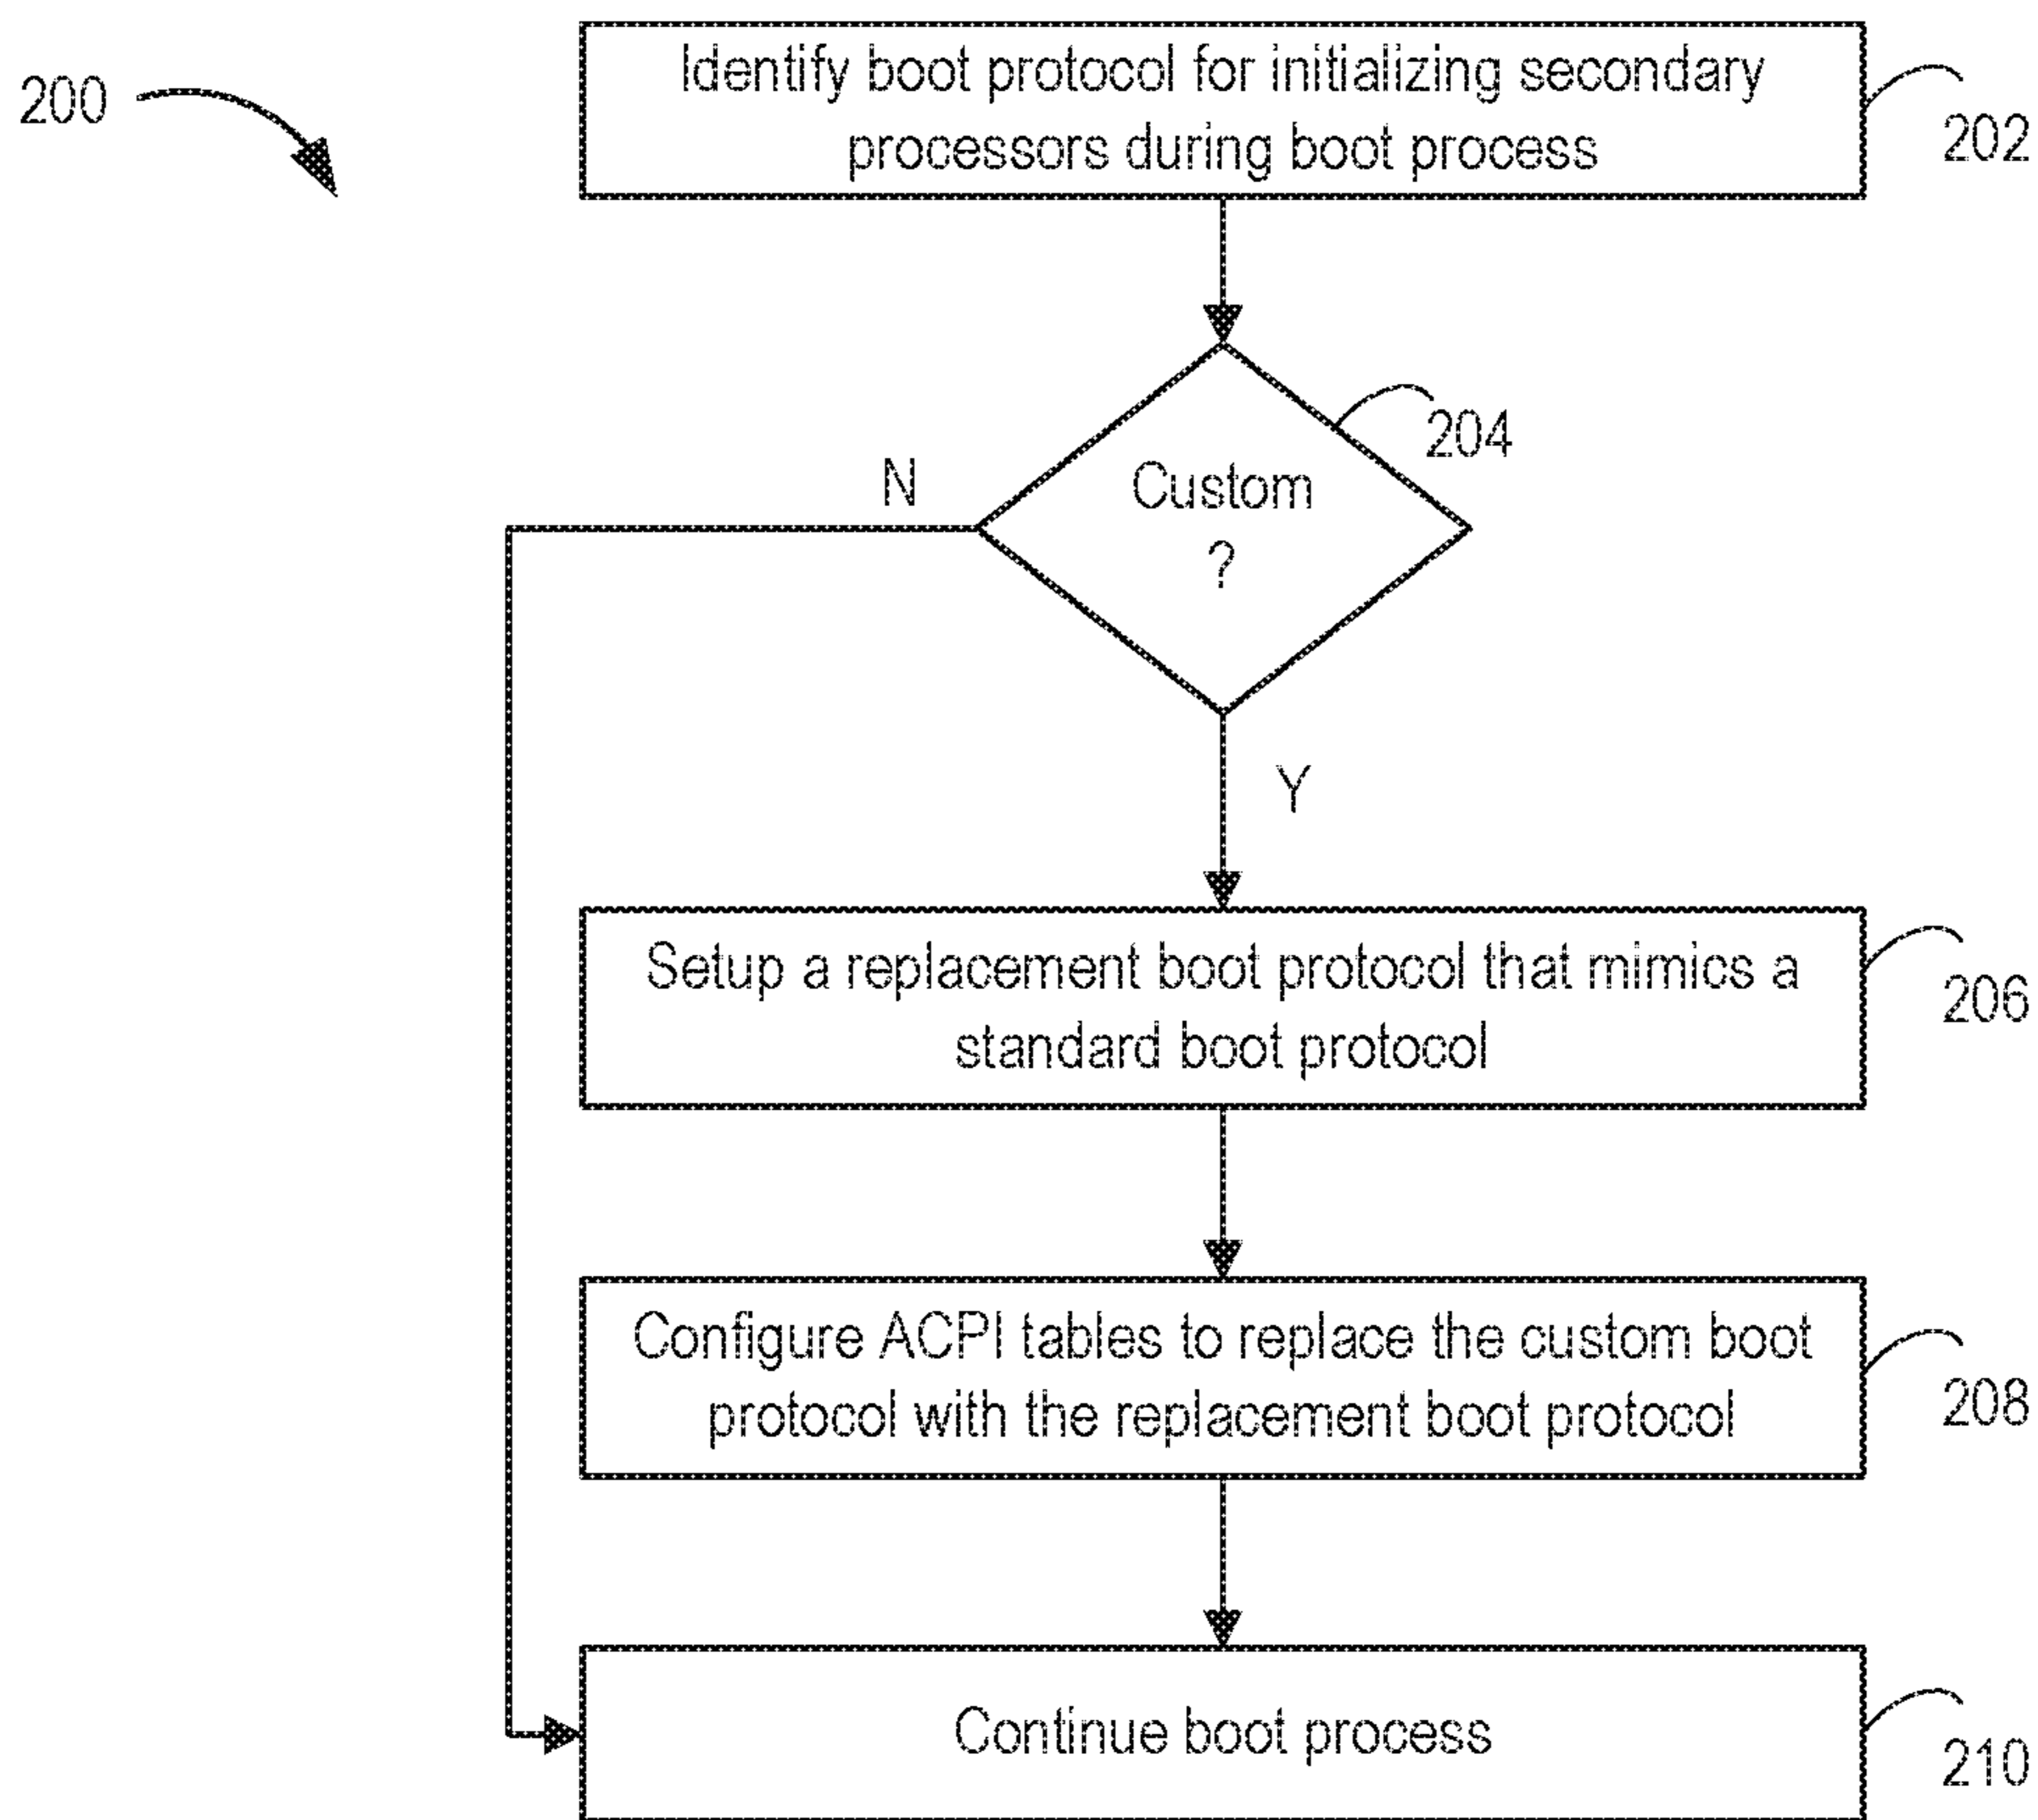 200
Identify boot protocol for initializing secondary
processors during boot process
202
204
N
Custom
?
Y
Setup a replacement boot protocol that mimics a
standard boot protocol
206
Configure ACPI tables to replace the custom boot
protocol with the replacement boot protocol
208
Continue boot process
210